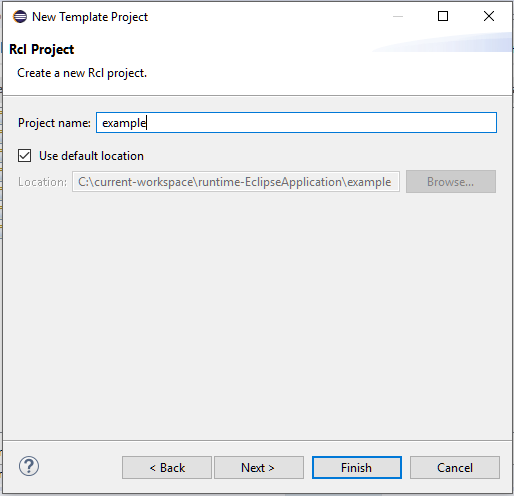 New Template Project
Rcl Project
Create a new Rcl project.
Project name: example
Use default location
Location: C:\current-workspace\runtime-EclipseApplication\example Browse...
? < Back Next > Finish Cancel